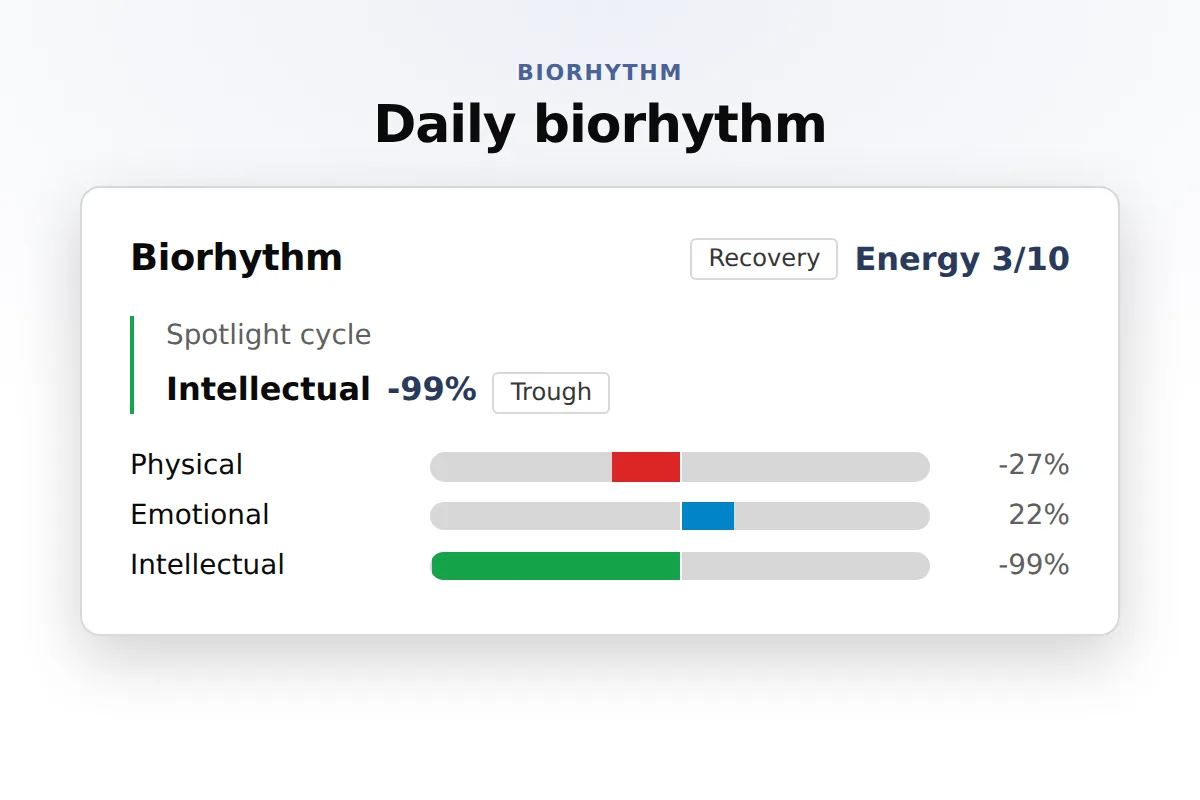 BIORHYTHM
Daily biorhythm
Biorhythm
Recovery Energy 3/10
Spotlight cycle
Intellectual -99% Trough
Physical -27%
Emotional 22%
Intellectual -99%